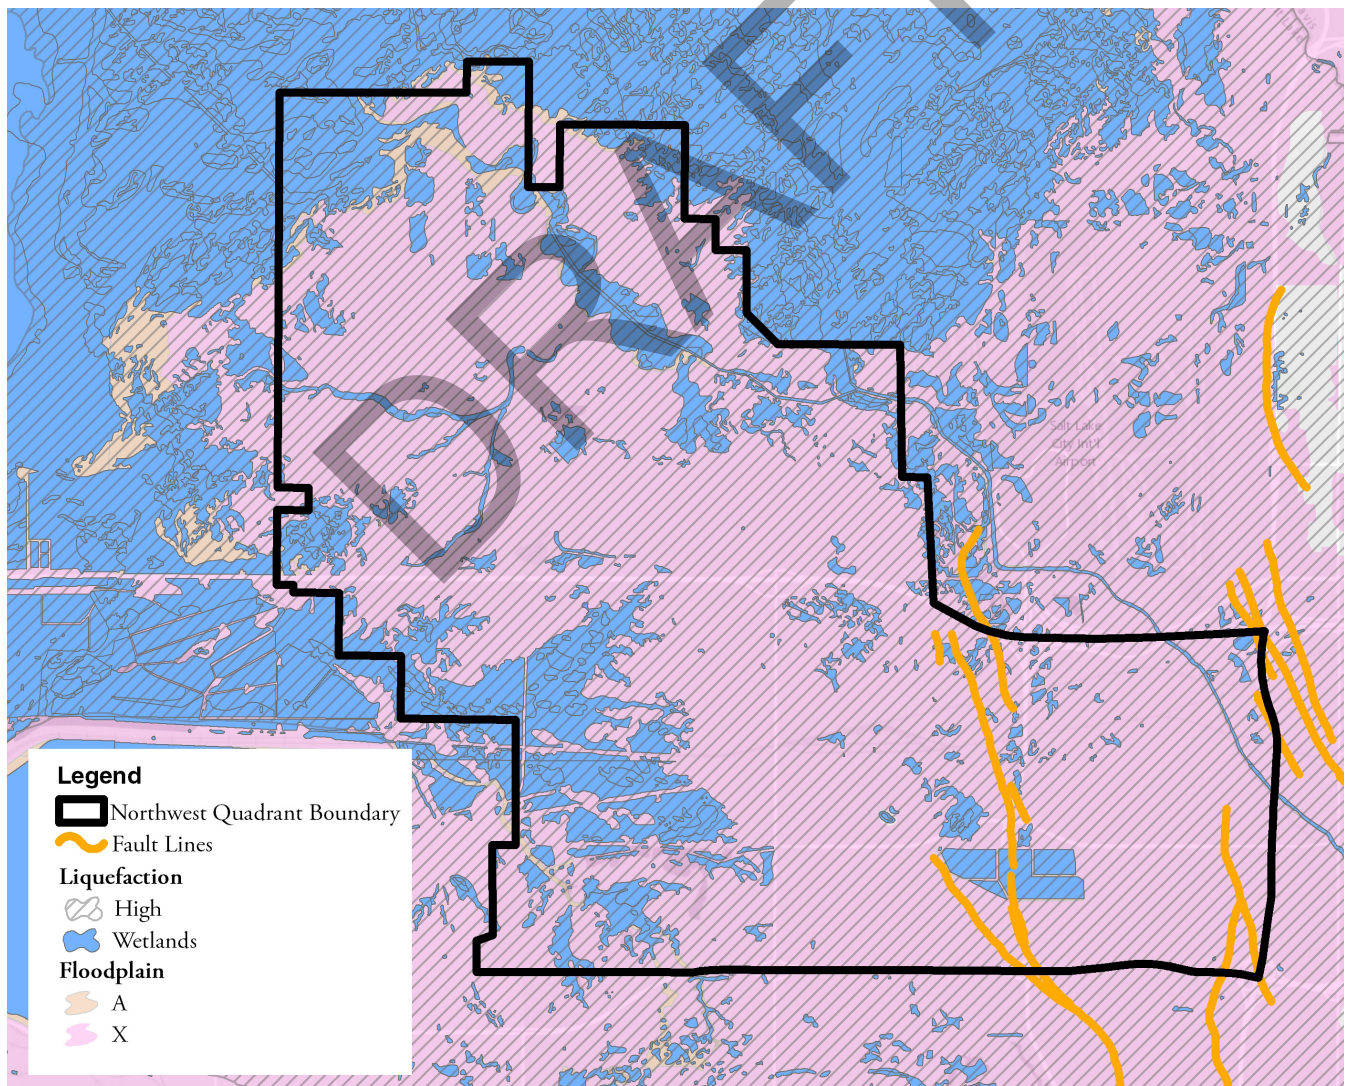 DRAFT
Salt Lake
City Int'l
Airport
Legend
Northwest Quadrant Boundary
Fault Lines
Liquefaction
High
Wetlands
Floodplain
A
X